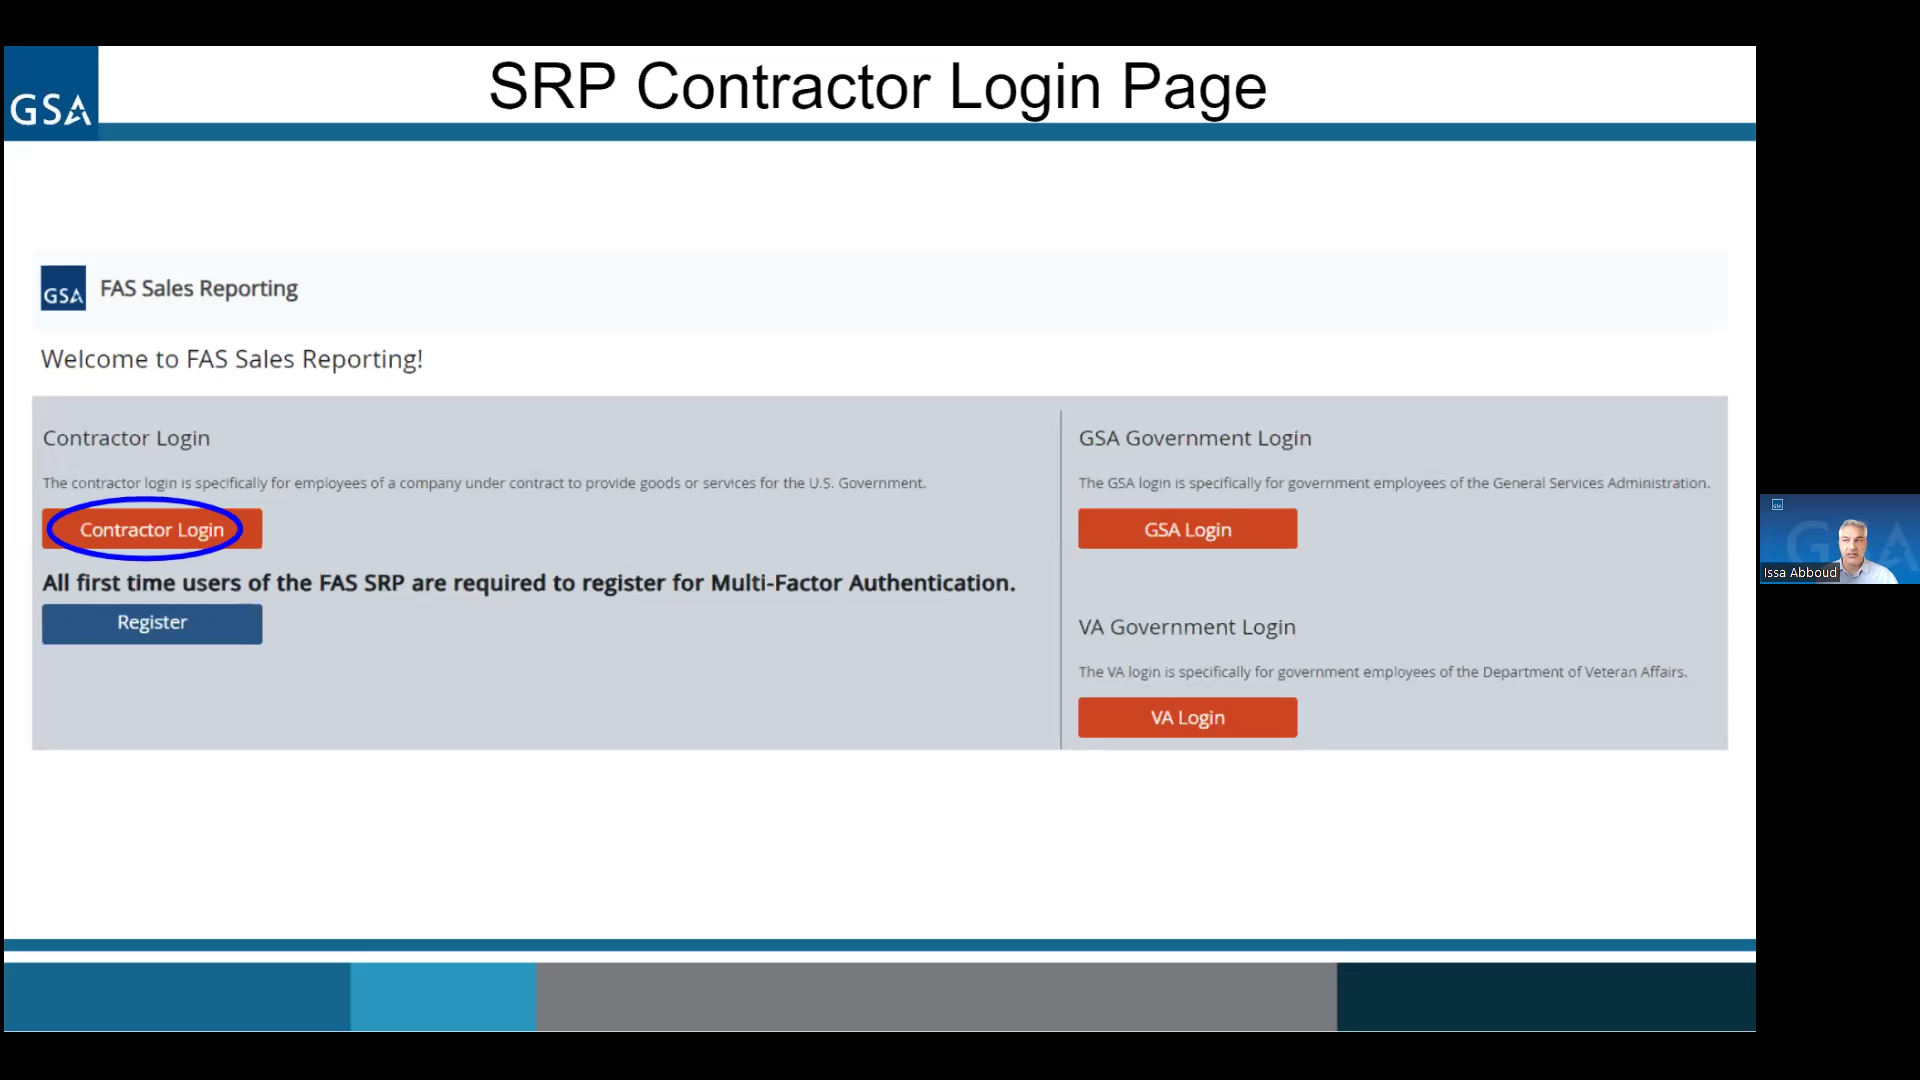 GSA
SRP Contractor Login Page
GSA
FAS Sales Reporting
Welcome to FAS Sales Reporting!
Contractor Login
The contractor login is specifically for employees of a company under contract to provide goods or services for the U.S. Government.
Contractor Login
All first time users of the FAS SRP are required to register for Multi-Factor Authentication.
Register
GSA Government Login
The GSA login is specifically for government employees of the General Services Administration.
GSA Login
VA Government Login
The VA login is specifically for government employees of the Department of Veteran Affairs.
VA Login
GSA
Issa Abboud